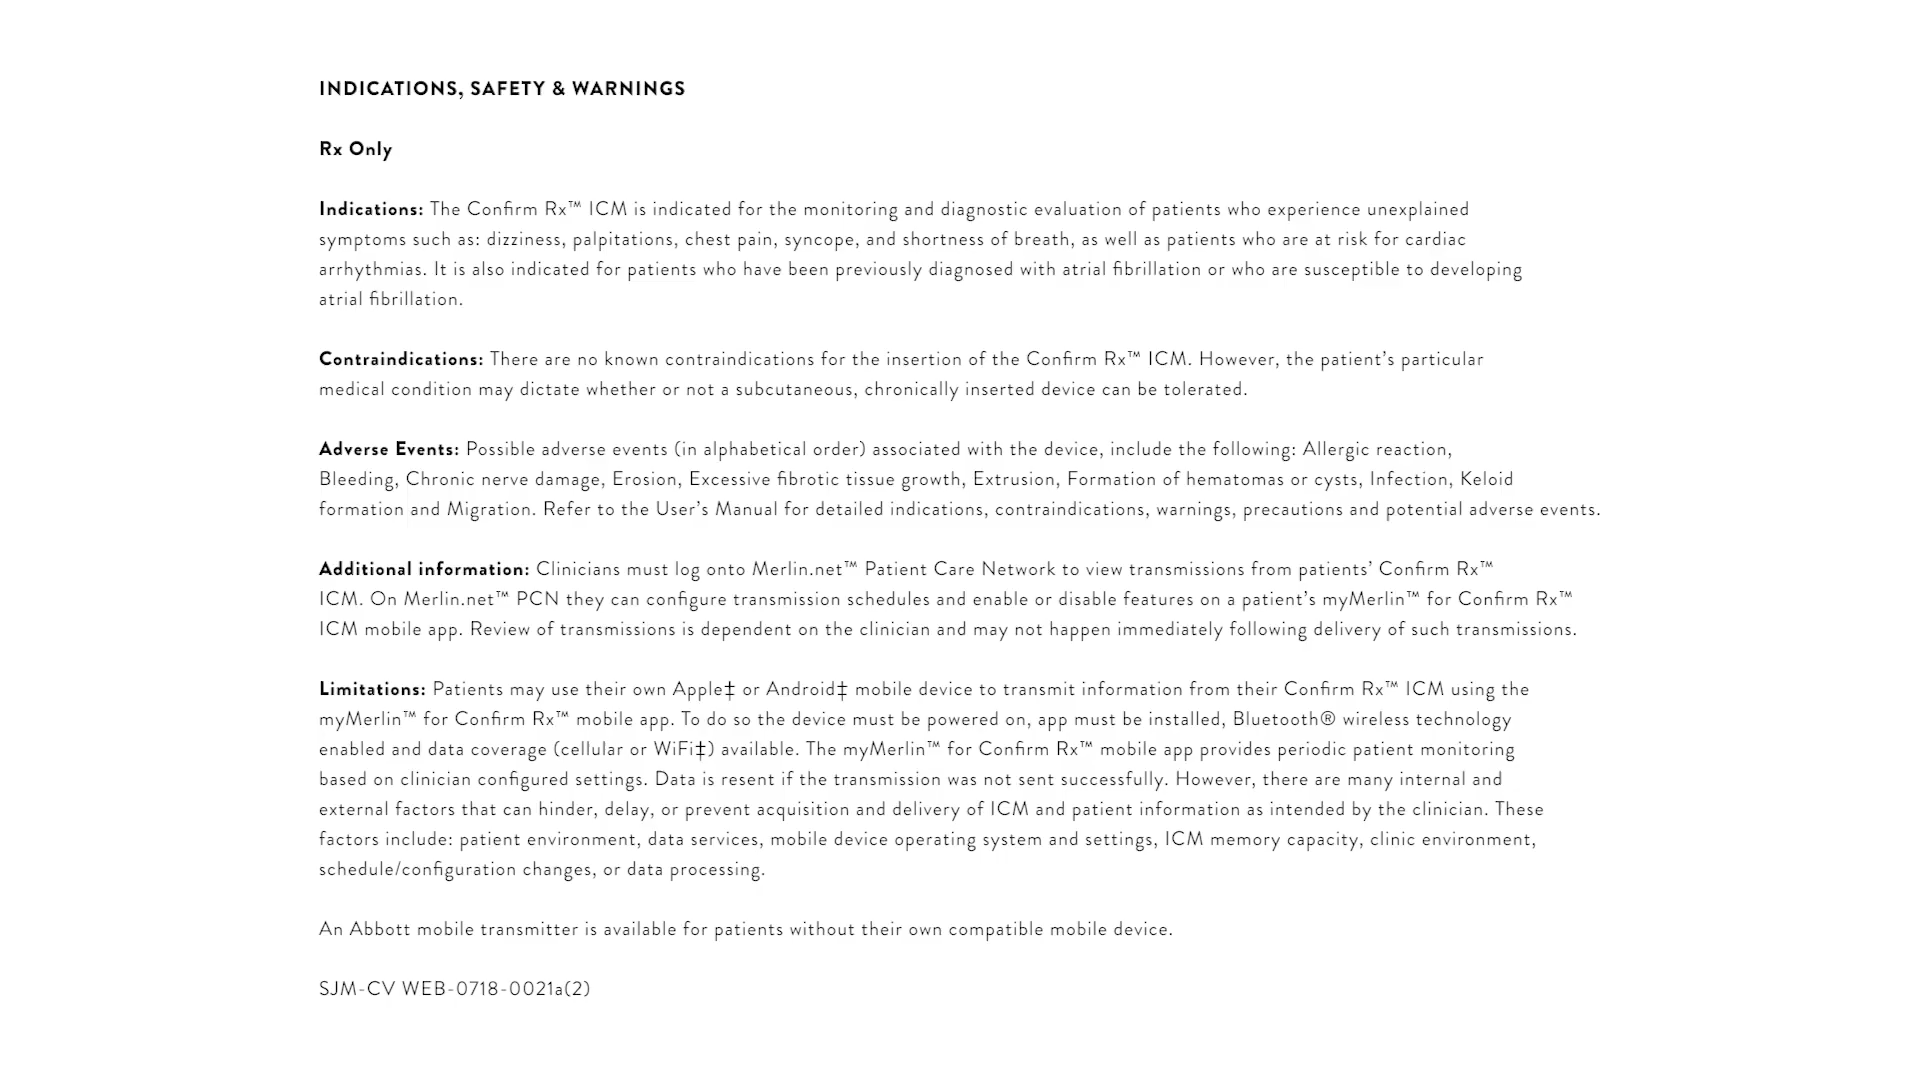 INDICATIONS, SAFETY & WARNINGS
Rx Only
Indications: The Confirm Rx™ ICM is indicated for the monitoring and diagnostic evaluation of patients who experience unexplained
symptoms such as: dizziness, palpitations, chest pain, syncope, and shortness of breath, as well as patients who are at risk for cardiac
arrhythmias. It is also indicated for patients who have been previously diagnosed with atrial fibrillation or who are susceptible to developing
atrial fibrillation.
Contraindications: There are no known contraindications for the insertion of the Confirm Rx™ ICM. However, the patient’s particular
medical condition may dictate whether or not a subcutaneous, chronically inserted device can be tolerated.
Adverse Events: Possible adverse events (in alphabetical order) associated with the device, include the following: Allergic reaction,
Bleeding, Chronic nerve damage, Erosion, Excessive fibrotic tissue growth, Extrusion, Formation of hematomas or cysts, Infection, Keloid
formation and Migration. Refer to the User’s Manual for detailed indications, contraindications, warnings, precautions and potential adverse events.
Additional information: Clinicians must log onto Merlin.net™ Patient Care Network to view transmissions from patients’ Confirm Rx™
ICM. On Merlin.net™ PCN they can configure transmission schedules and enable or disable features on a patient’s myMerlin™ for Confirm Rx™
ICM mobile app. Review of transmissions is dependent on the clinician and may not happen immediately following delivery of such transmissions.
Limitations: Patients may use their own Apple‡ or Android‡ mobile device to transmit information from their Confirm Rx™ ICM using the
myMerlin™ for Confirm Rx™ mobile app. To do so the device must be powered on, app must be installed, Bluetooth® wireless technology
enabled and data coverage (cellular or WiFi‡) available. The myMerlin™ for Confirm Rx™ mobile app provides periodic patient monitoring
based on clinician configured settings. Data is resent if the transmission was not sent successfully. However, there are many internal and
external factors that can hinder, delay, or prevent acquisition and delivery of ICM and patient information as intended by the clinician. These
factors include: patient environment, data services, mobile device operating system and settings, ICM memory capacity, clinic environment,
schedule/configuration changes, or data processing.
An Abbott mobile transmitter is available for patients without their own compatible mobile device.
SJM-CV WEB-0718-0021a(2)